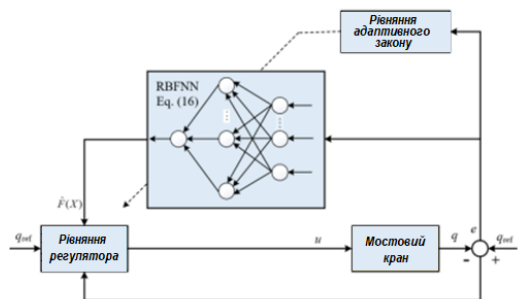 Рівняння
адаптивного
закону
RBFNN
Eq. (16)
F̂(X)
q_ref
Рівняння
регулятора
u
Мостовий
кран
q
e
q_ref
- +